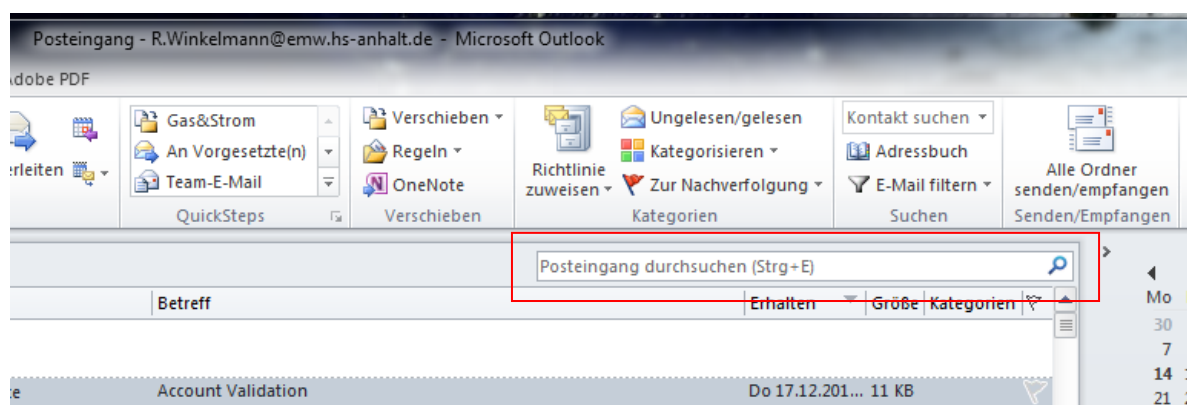 Posteingang - R.Winkelmann@emw.hs-anhalt.de - Microsoft Outlook
Adobe PDF
Gas&Strom
An Vorgesetzte(n)
Team-E-Mail
QuickSteps
Verschieben
Regeln
OneNote
Verschieben
Richtlinie
zuweisen
Ungelesen/gelesen
Kategorisieren
Zur Nachverfolgung
Kategorien
Kontakt suchen
Adressbuch
E-Mail filtern
Suchen
Alle Ordner
senden/empfangen
Senden/Empfangen
Posteingang durchsuchen (Strg+E)
Betreff
Erhalten
Größe
Kategorien
Account Validation
Do 17.12.201...
11 KB
Mo
30
7
14
21